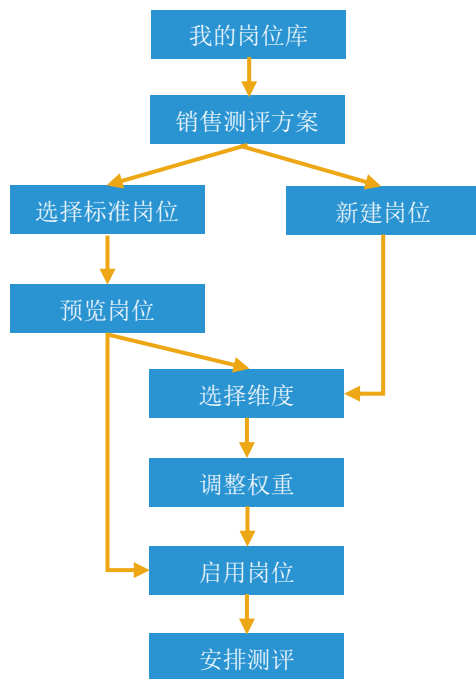 我的岗位库
销售测评方案
选择标准岗位
新建岗位
预览岗位
选择维度
调整权重
启用岗位
安排测评